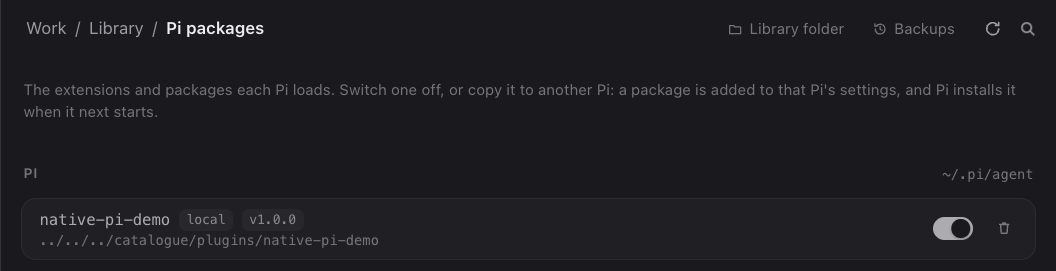 Work / Library / Pi packages
Library folder
Backups
The extensions and packages each Pi loads. Switch one off, or copy it to another Pi: a package is added to that Pi's settings, and Pi installs it
when it next starts.
PI
~/.pi/agent
native-pi-demo local v1.0.0
../../../catalogue/plugins/native-pi-demo